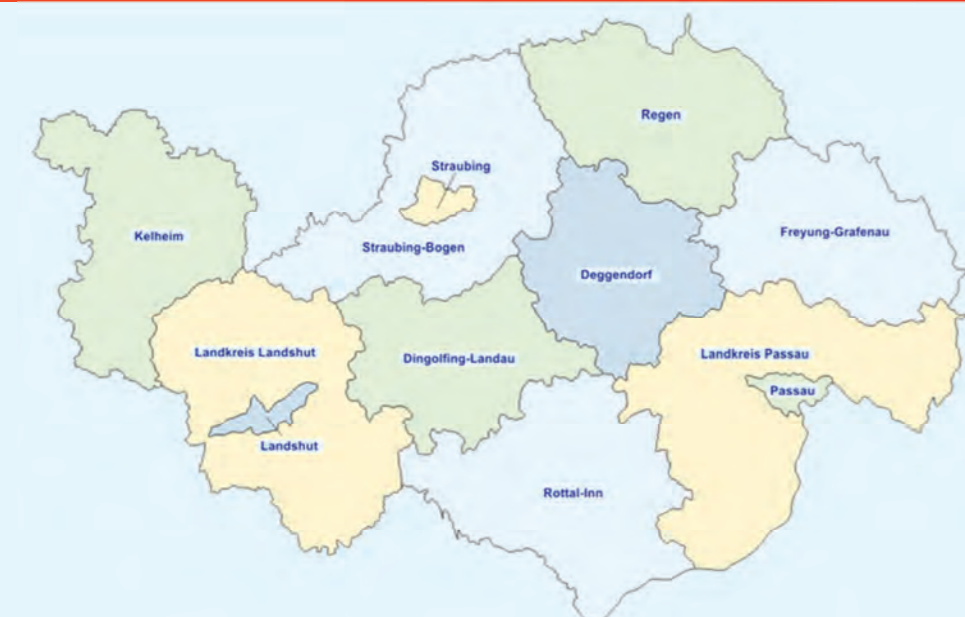 Regen
Straubing
Kelheim
Freyung-Grafenau
Straubing-Bogen
Deggendorf
Landkreis Landshut
Dingolfing-Landau
Landkreis Passau
Passau
Landshut
Rottal-Inn